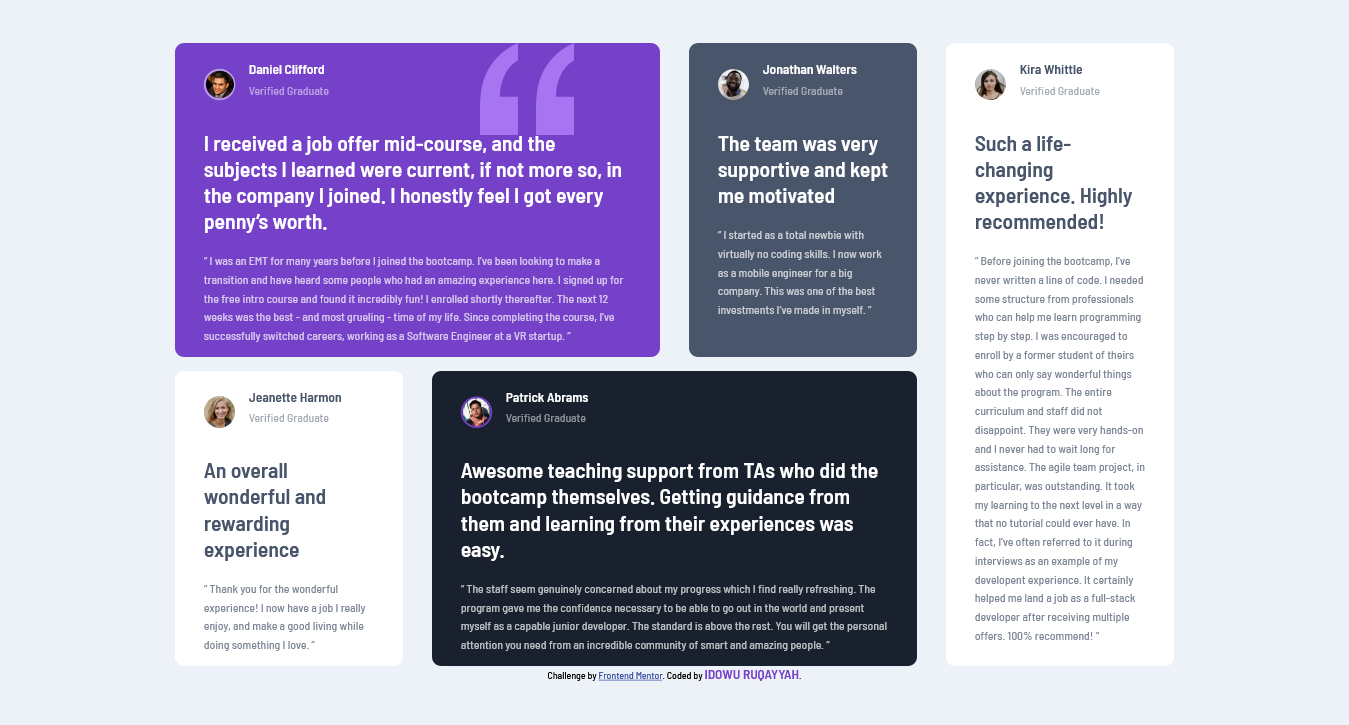 Daniel Clifford
Verified Graduate
I received a job offer mid-course, and the
subjects I learned were current, if not more so, in
the company I joined. I honestly feel I got every
penny’s worth.
“ I was an EMT for many years before I joined the bootcamp. I’ve been looking to make a
transition and have heard some people who had an amazing experience here. I signed up for
the free intro course and found it incredibly fun! I enrolled shortly thereafter. The next 12
weeks was the best - and most grueling - time of my life. Since completing the course, I’ve
successfully switched careers, working as a Software Engineer at a VR startup. ”
Jonathan Walters
Verified Graduate
The team was very
supportive and kept
me motivated
“ I started as a total newbie with
virtually no coding skills. I now work
as a mobile engineer for a big
company. This was one of the best
investments I’ve made in myself. ”
Kira Whittle
Verified Graduate
Such a life-
changing
experience. Highly
recommended!
“ Before joining the bootcamp, I’ve
never written a line of code. I needed
some structure from professionals
who can help me learn programming
step by step. I was encouraged to
enroll by a former student of theirs
who can only say wonderful things
about the program. The entire
curriculum and staff did not
disappoint. They were very hands-on
and I never had to wait long for
assistance. The agile team project, in
particular, was outstanding. It took
my learning to the next level in a way
that no tutorial could ever have. In
fact, I’ve often referred to it during
interviews as an example of my
developent experience. It certainly
helped me land a job as a full-stack
developer after receiving multiple
offers. 100% recommend! ”
Jeanette Harmon
Verified Graduate
An overall
wonderful and
rewarding
experience
“ Thank you for the wonderful
experience! I now have a job I really
enjoy, and make a good living while
doing something I love. ”
Patrick Abrams
Verified Graduate
Awesome teaching support from TAs who did the
bootcamp themselves. Getting guidance from
them and learning from their experiences was
easy.
“ The staff seem genuinely concerned about my progress which I find really refreshing. The
program gave me the confidence necessary to be able to go out in the world and present
myself as a capable junior developer. The standard is above the rest. You will get the personal
attention you need from an incredible community of smart and amazing people. ”
Challenge by Frontend Mentor. Coded by IDOWU RUQAYYAH.